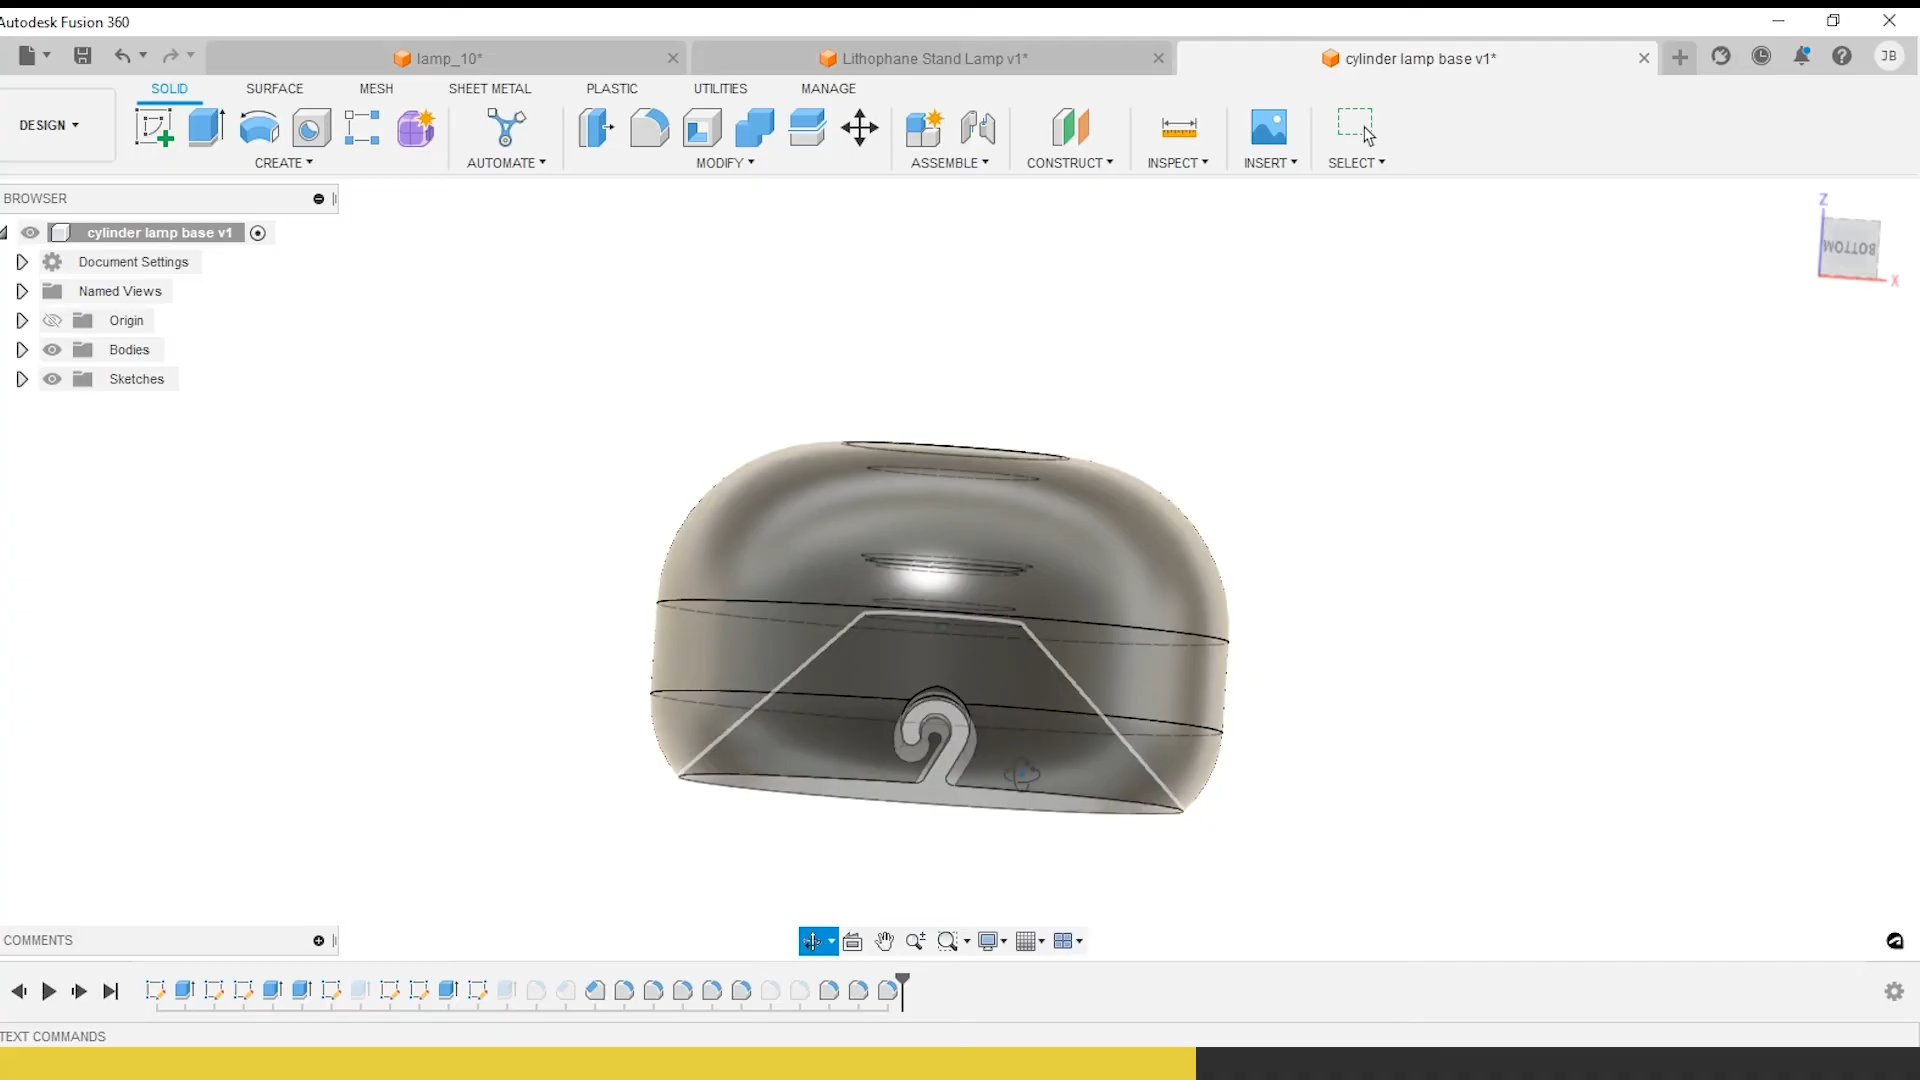 Autodesk Fusion 360
lamp_10*
Lithophane Stand Lamp v1*
cylinder lamp base v1*
JB
SOLID
SURFACE
MESH
SHEET METAL
PLASTIC
UTILITIES
MANAGE
DESIGN
CREATE
AUTOMATE
MODIFY
ASSEMBLE
CONSTRUCT
INSPECT
INSERT
SELECT
BROWSER
cylinder lamp base v1
Document Settings
Named Views
Origin
Bodies
Sketches
Z
BOTTOM
X
COMMENTS
TEXT COMMANDS